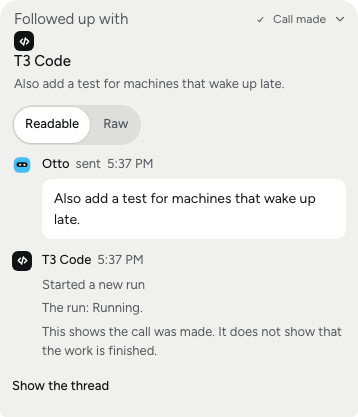 Followed up with
✓ Call made
T3 Code
Also add a test for machines that wake up late.
Readable Raw
Otto sent 5:37 PM
Also add a test for machines that wake up
late.
T3 Code 5:37 PM
Started a new run
The run: Running.
This shows the call was made. It does not show that
the work is finished.
Show the thread